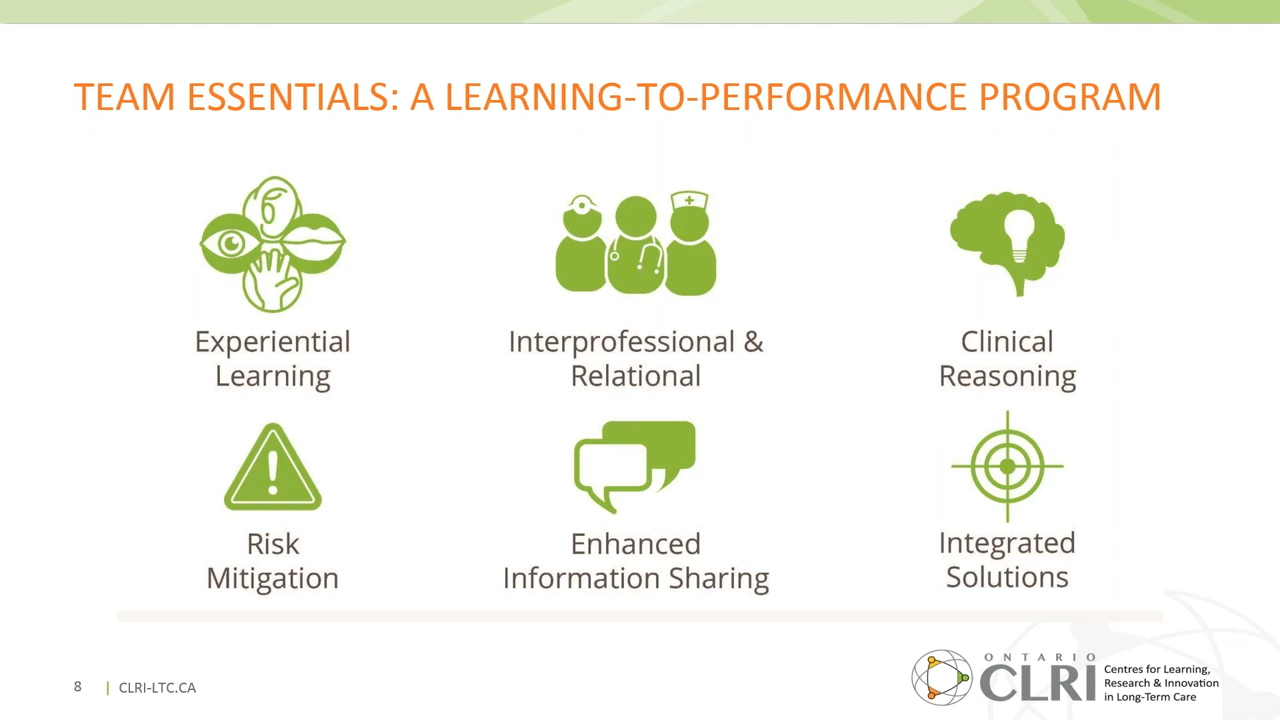 TEAM ESSENTIALS: A LEARNING-TO-PERFORMANCE PROGRAM
Experiential
Learning
Interprofessional &
Relational
Clinical
Reasoning
Risk
Mitigation
Enhanced
Information Sharing
Integrated
Solutions
8 | CLRI-LTC.CA
ONTARIO
CLRI
Centres for Learning,
Research & Innovation
in Long-Term Care